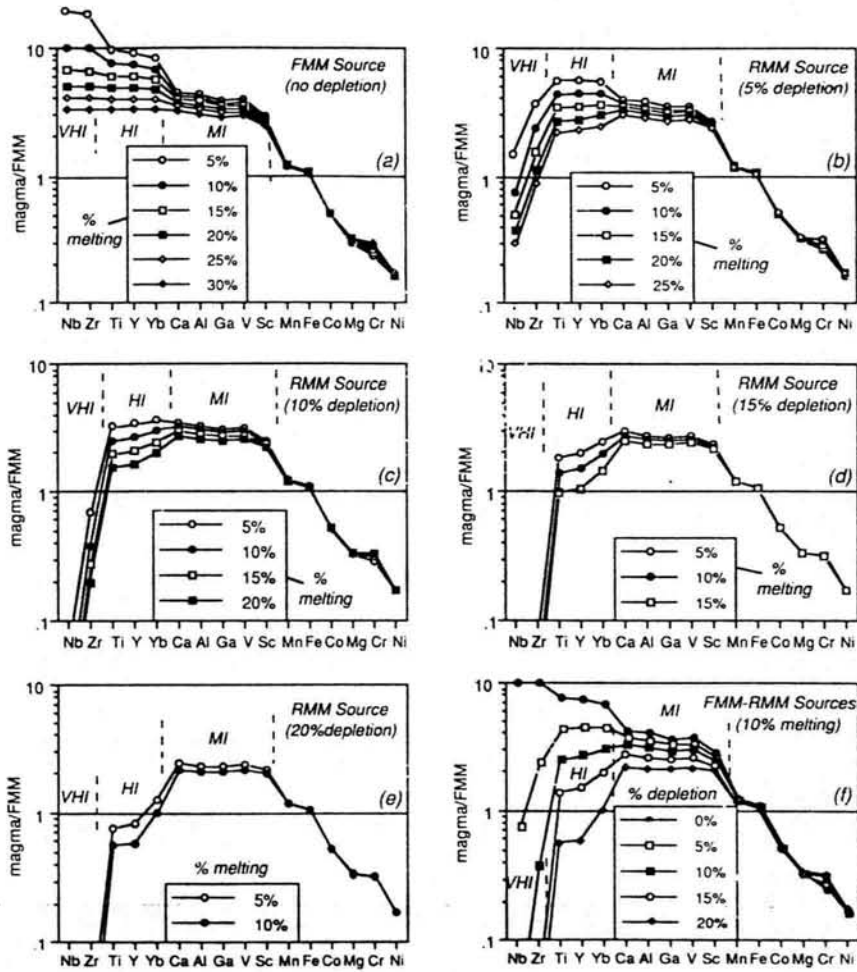 FMM Source
(no depletion)
10
VHI
HI
MI
(a)
magma/FMM
1
% melting
5%
10%
15%
20%
25%
30%
.1
Nb Zr Ti Y Yb Ca Al Ga V Sc Mn Fe Co Mg Cr Ni
10
VHI
HI
MI
RMM Source
(5% depletion)
(b)
magma/FMM
1
5%
10%
15%
20%
25%
% melting
.1
Nb Zr Ti Y Yb Ca Al Ga V Sc Mn Fe Co Mg Cr Ni
10
VHI
HI
MI
RMM Source
(10% depletion)
(c)
magma/FMM
1
5%
10%
15%
20%
% melting
.1
Nb Zr Ti Y Yb Ca Al Ga V Sc Mn Fe Co Mg Cr Ni
10
VHI
HI
MI
RMM Source
(15% depletion)
(d)
magma/FMM
1
5%
10%
15%
% melting
.1
Nb Zr Ti Y Yb Ca Al Ga V Sc Mn Fe Co Mg Cr Ni
10
VHI
HI
MI
RMM Source
(20%depletion)
(e)
magma/FMM
1
% melting
5%
10%
.1
Nb Zr Ti Y Yb Ca Al Ga V Sc Mn Fe Co Mg Cr Ni
10
MI
FMM-RMM Sources
(10% melting)
HI
VHI
(f)
magma/FMM
1
% depletion
0%
5%
10%
15%
20%
.1
Nb Zr Ti Y Yb Ca Al Ga V Sc Mn Fe Co Mg Cr Ni